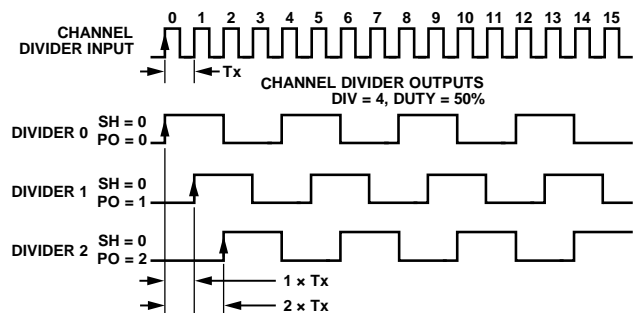 0 1 2 3 4 5 6 7 8 9 10 11 12 13 14 15
CHANNEL
DIVIDER INPUT
Tx
CHANNEL DIVIDER OUTPUTS
DIV = 4, DUTY = 50%
DIVIDER 0 SH = 0
PO = 0
DIVIDER 1 SH = 0
PO = 1
DIVIDER 2 SH = 0
PO = 2
1 × Tx
2 × Tx